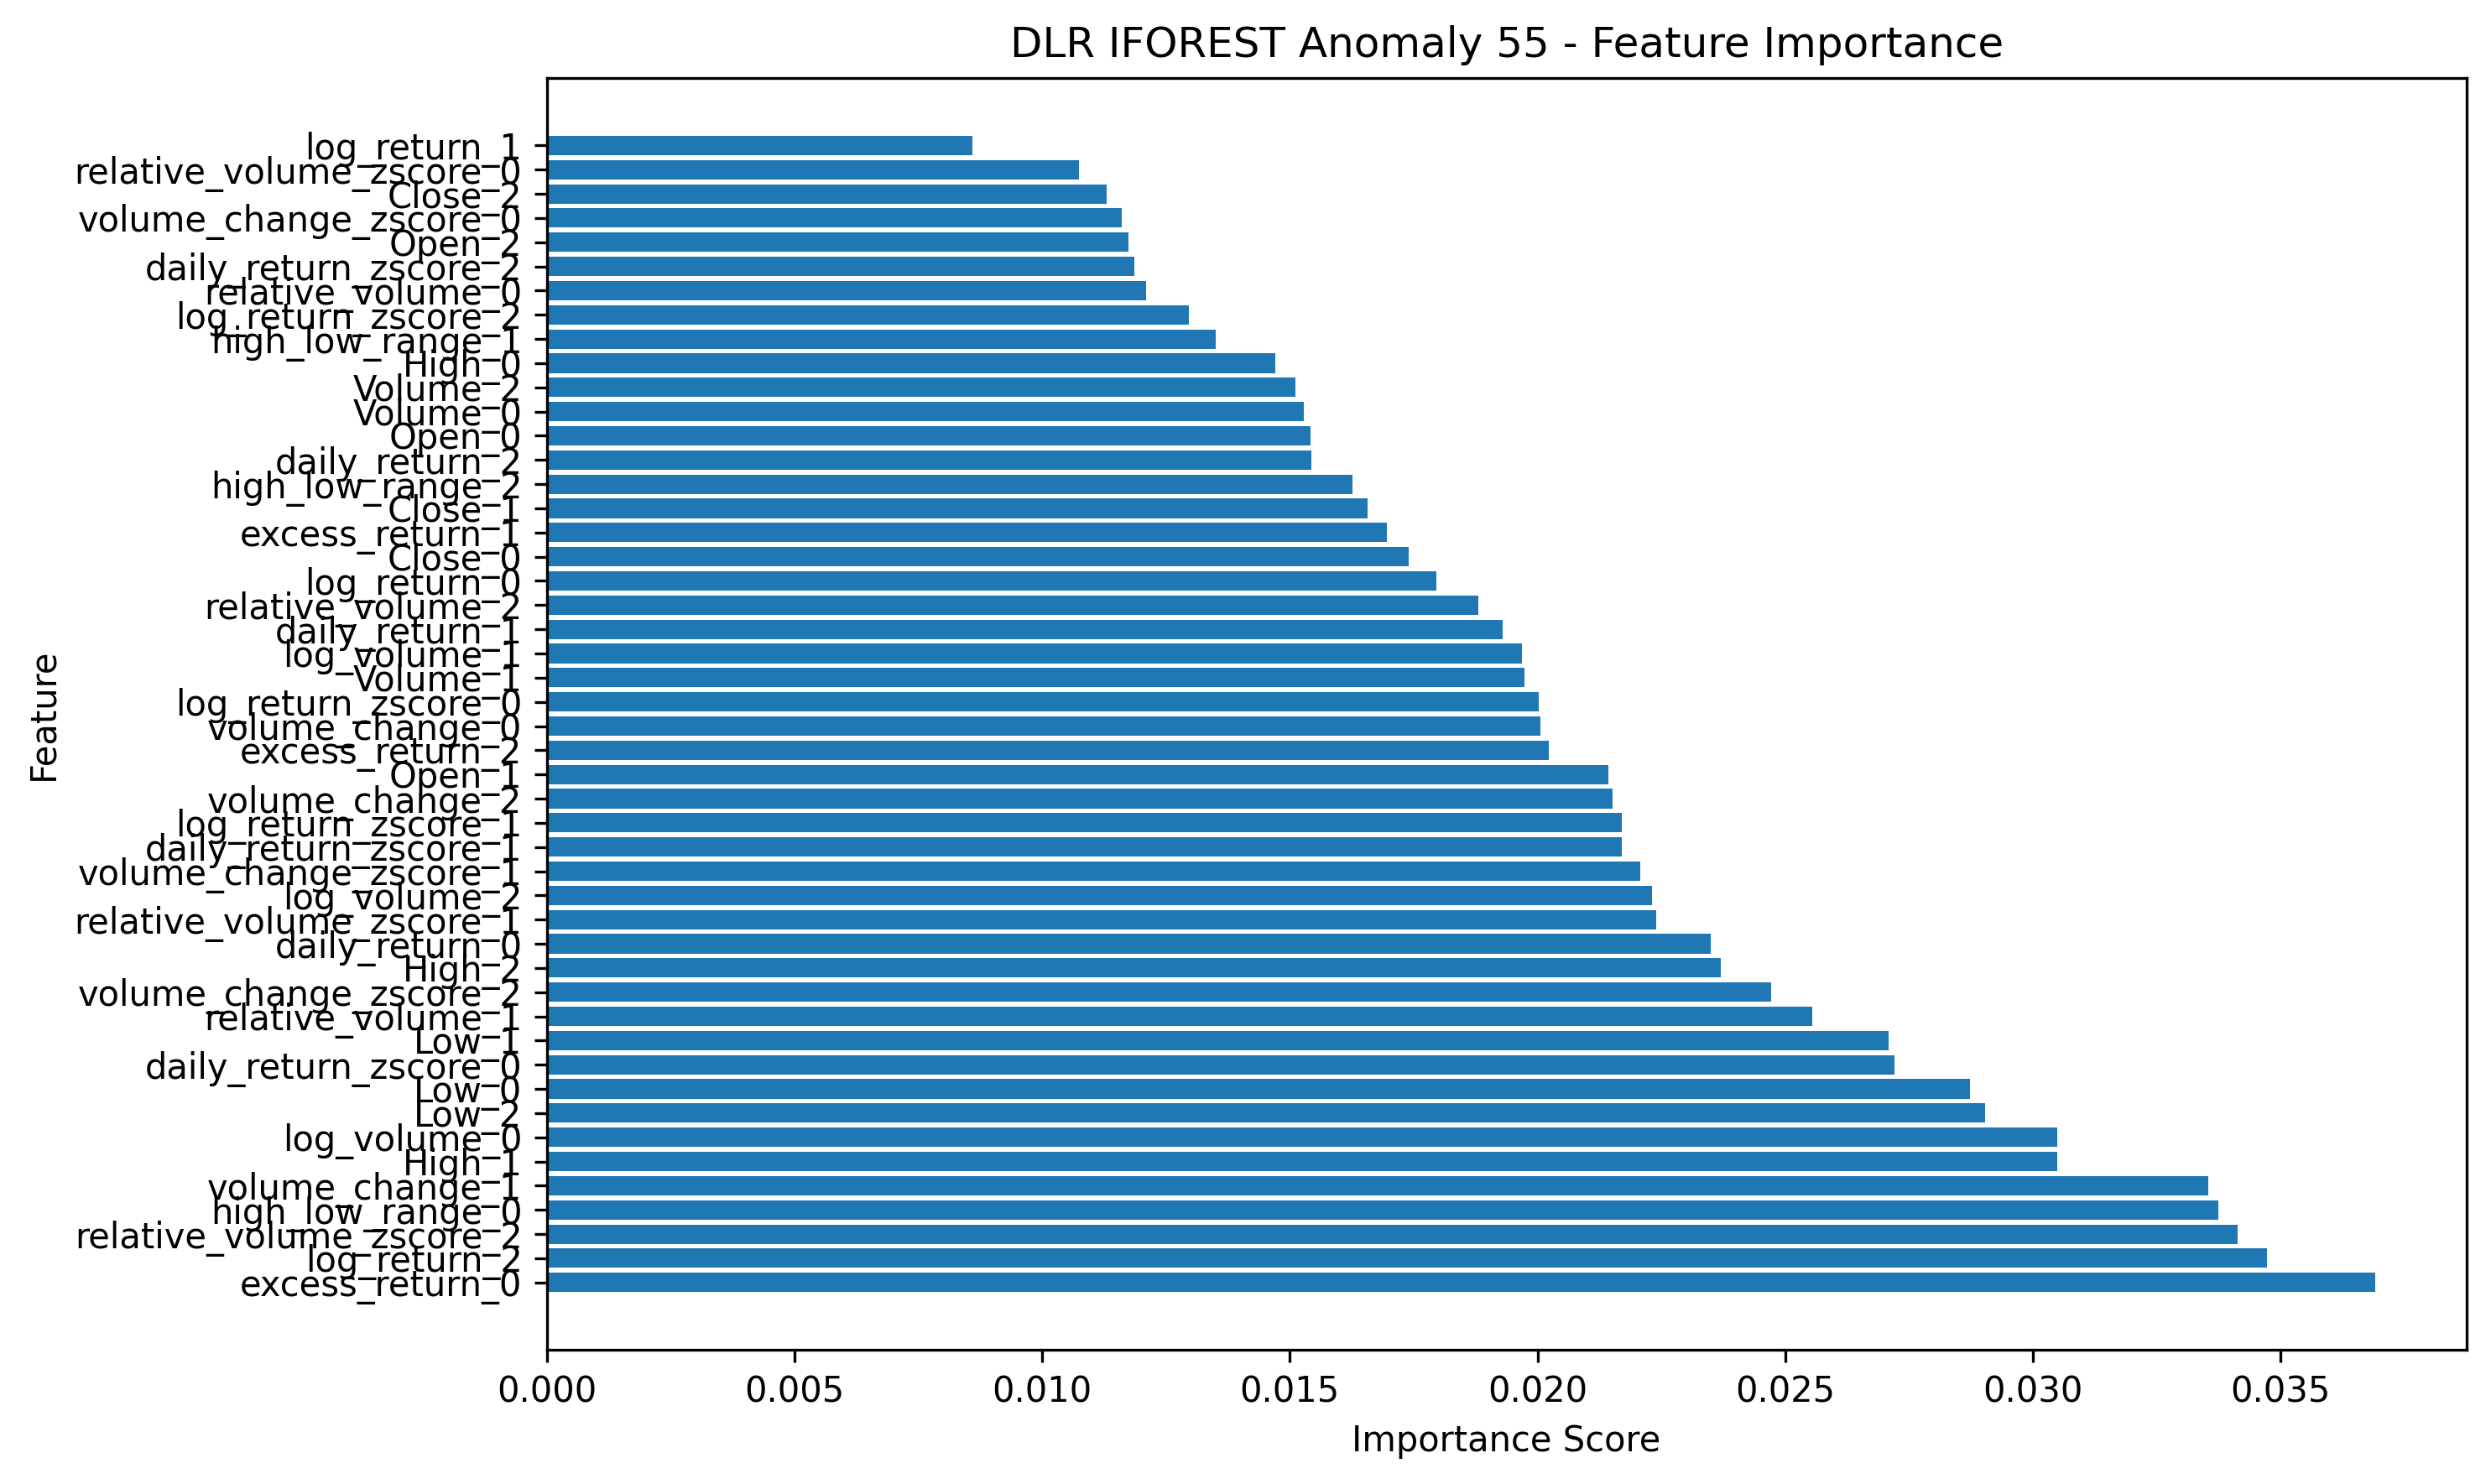 DLR IFOREST Anomaly 55 - Feature Importance
log_return_1
relative_volume_zscore_0
Close_2
volume_change_zscore_0
Open_2
daily_return_zscore_2
relative_volume_0
log_return_zscore_2
high_low_range_1
High_0
Volume_2
Volume_0
Open_0
daily_return_2
high_low_range_2
Close_1
excess_return_1
Close_0
log_return_0
relative_volume_2
daily_return_1
log_volume_1
Volume_1
log_return_zscore_0
volume_change_0
excess_return_2
Open_1
volume_change_2
log_return_zscore_1
daily_return_zscore_1
volume_change_zscore_1
log_volume_2
relative_volume_zscore_1
daily_return_0
High_2
volume_change_zscore_2
relative_volume_1
Low_1
daily_return_zscore_0
Low_0
Low_2
log_volume_0
High_1
volume_change_1
high_low_range_0
relative_volume_zscore_2
log_return_2
excess_return_0
Feature
0.000 0.005 0.010 0.015 0.020 0.025 0.030 0.035
Importance Score